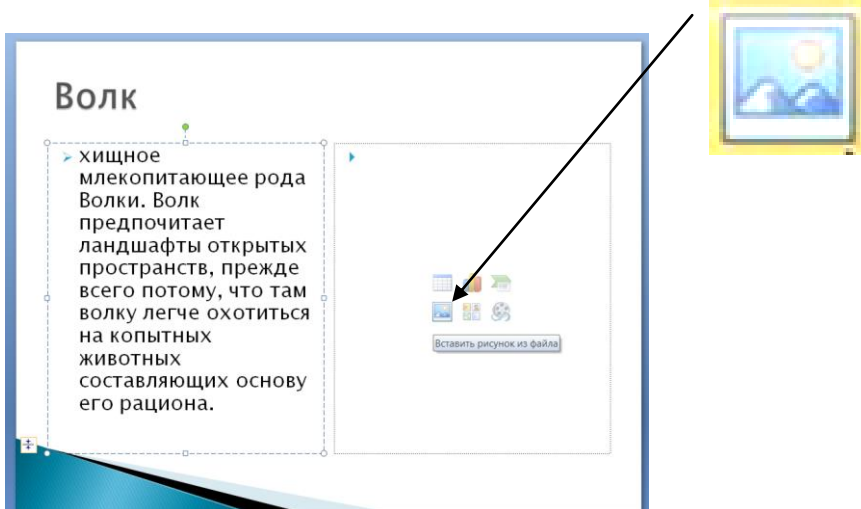 Волк
хищное
млекопитающее рода
Волки. Волк
предпочитает
ландшафты открытых
пространств, прежде
всего потому, что там
волку легче охотиться
на копытных
животных
составляющих основу
его рациона.
Вставить рисунок из файла